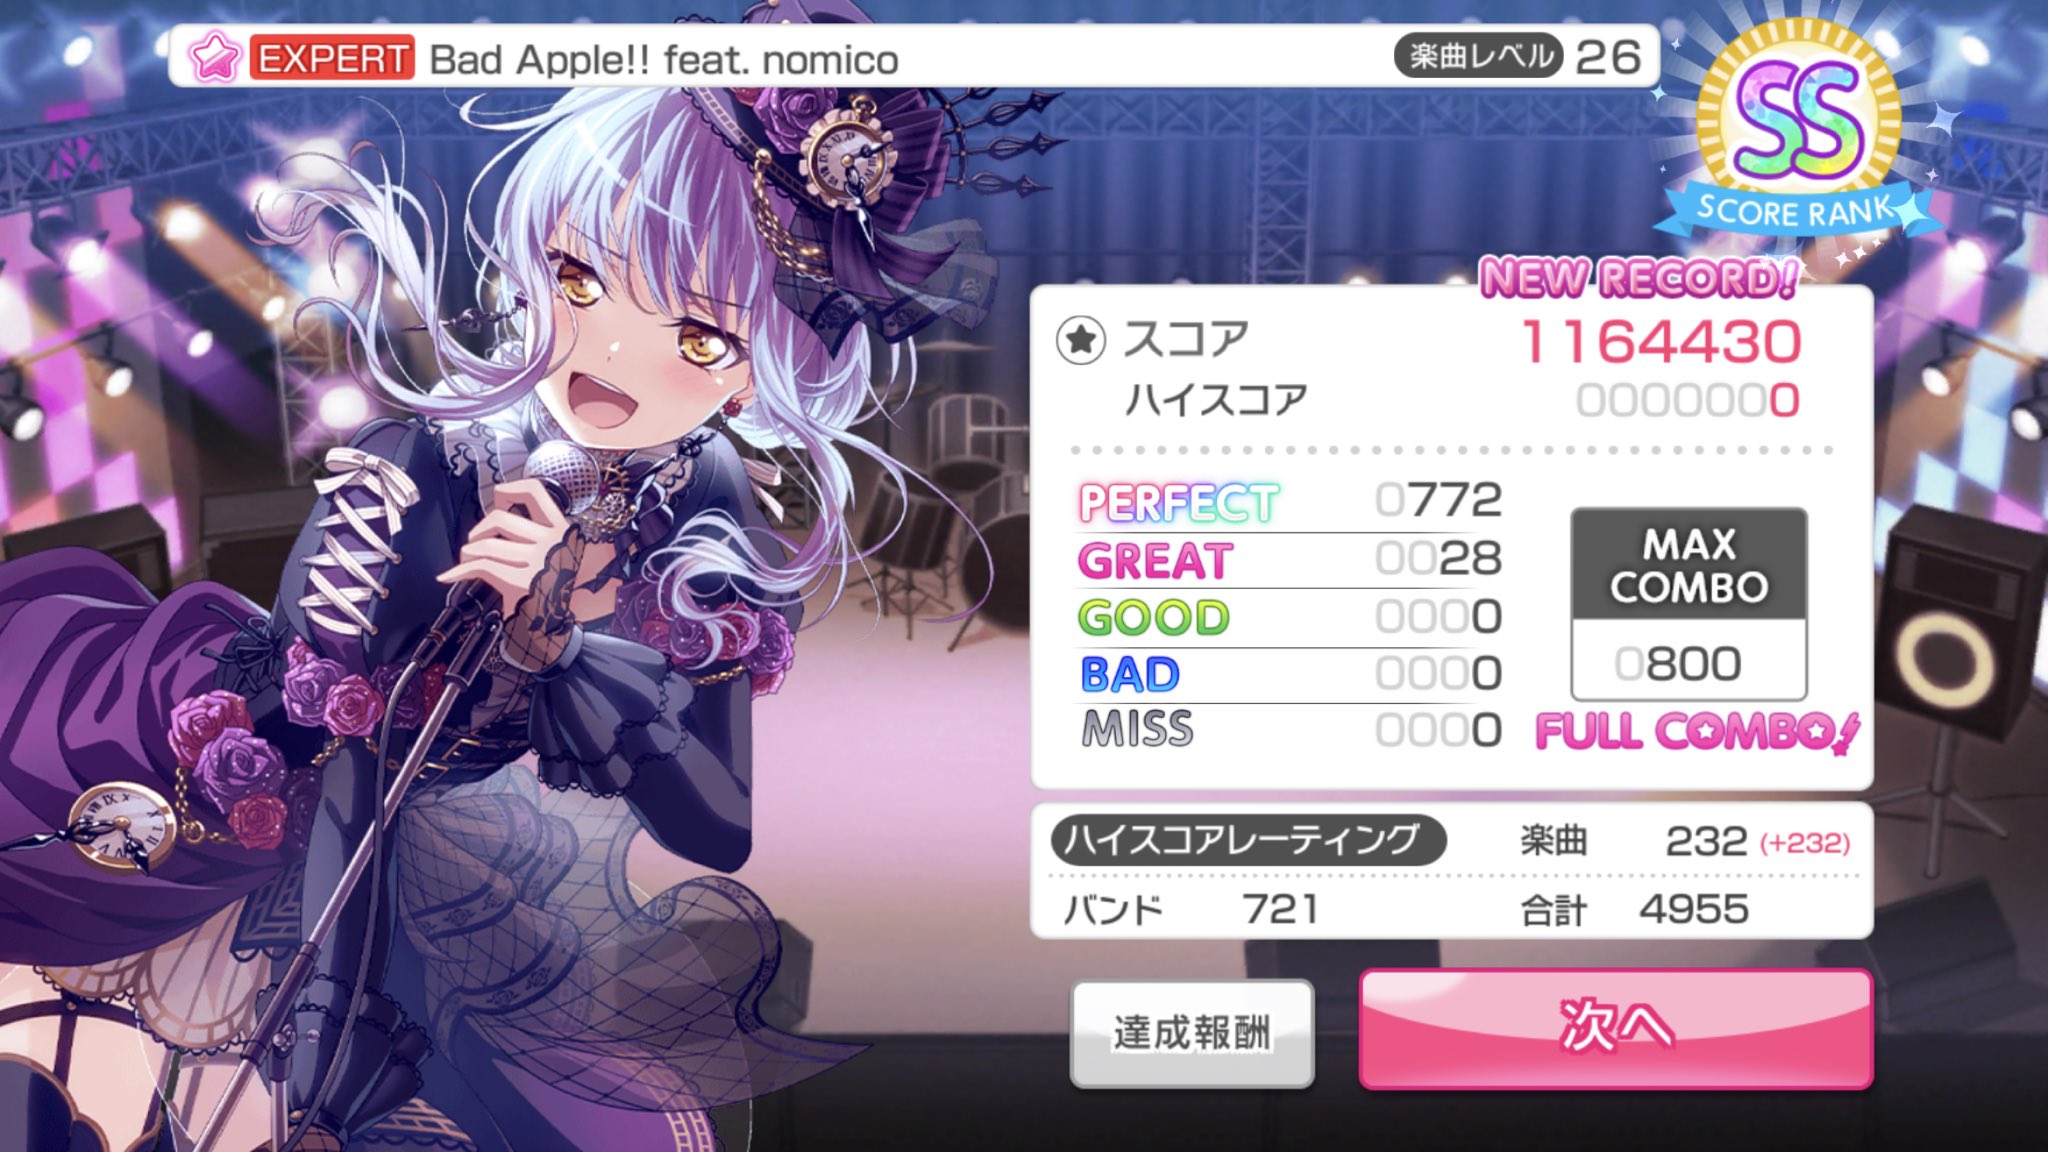 EXPERT Bad Apple!! feat. nomico 楽曲レベル 26
SS
SCORE RANK
NEW RECORD!
スコア 1164430
ハイスコア 00000000
PERFECT 0772
GREAT 0028
GOOD 0000
BAD 0000
MISS 0000
MAX
COMBO
0800
FULL COMBO!
ハイスコアレーティング 楽曲 232 (+232)
バンド 721 合計 4955
達成報酬
次へ